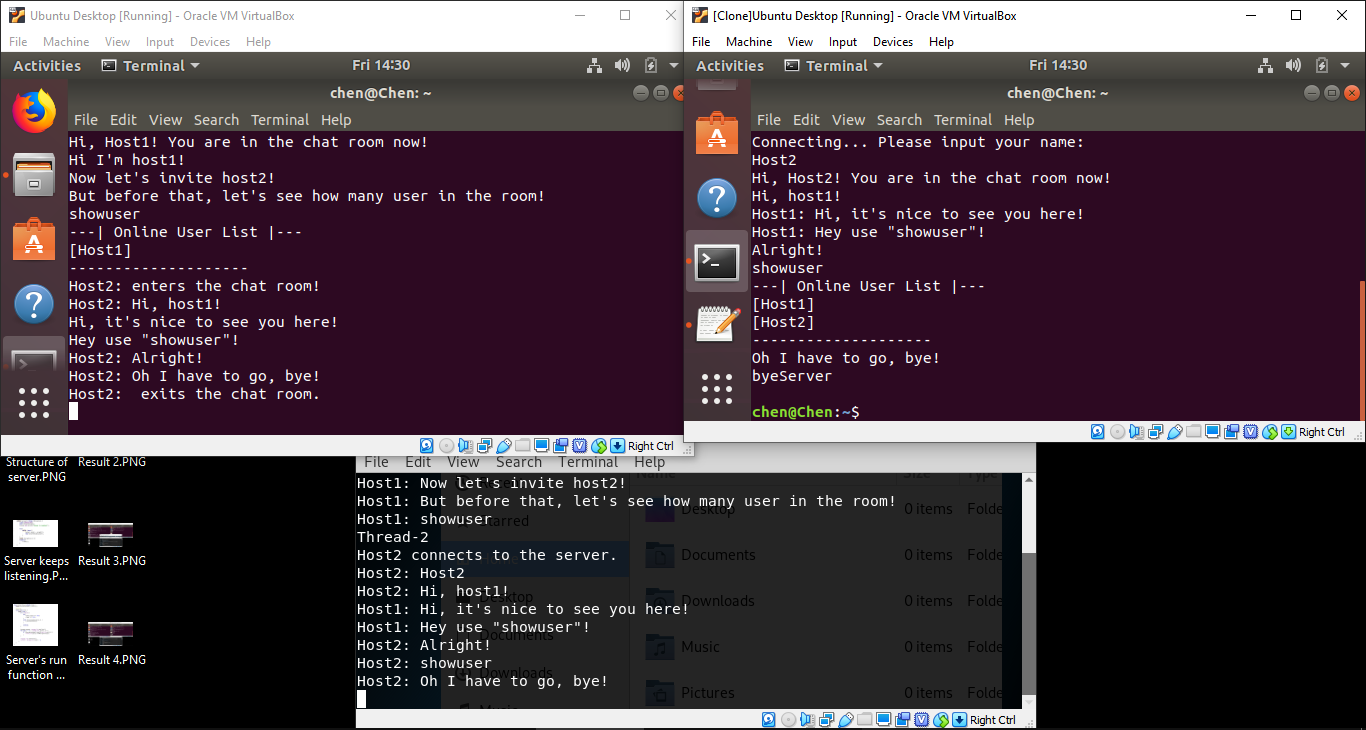 Ubuntu Desktop [Running] - Oracle VM VirtualBox
File Machine View Input Devices Help
Activities Terminal Fri 14:30
chen@Chen: ~
File Edit View Search Terminal Help
Hi, Host1! You are in the chat room now!
Hi I'm host1!
Now let's invite host2!
But before that, let's see how many user in the room!
showuser
---| Online User List |---
[Host1]
--------------------
Host2: enters the chat room!
Host2: Hi, host1!
Hi, it's nice to see you here!
Hey use "showuser"!
Host2: Alright!
Host2: Oh I have to go, bye!
Host2:  exits the chat room.
Right Ctrl
[Clone]Ubuntu Desktop [Running] - Oracle VM VirtualBox
File Machine View Input Devices Help
Activities Terminal Fri 14:30
chen@Chen: ~
File Edit View Search Terminal Help
Connecting... Please input your name:
Host2
Hi, Host2! You are in the chat room now!
Hi, host1!
Host1: Hi, it's nice to see you here!
Host1: Hey use "showuser"!
Alright!
showuser
---| Online User List |---
[Host1]
[Host2]
--------------------
Oh I have to go, bye!
byeServer
chen@Chen:~$
Right Ctrl
Structure of
server.PNG
Result 2.PNG
Server keeps
listening.P...
Result 3.PNG
Server's run
function ...
Result 4.PNG
File Edit View Search Terminal Help
Host1: Now let's invite host2!
Host1: But before that, let's see how many user in the room!
Host1: showuser
Thread-2
Host2 connects to the server.
Host2: Host2
Host2: Hi, host1!
Host1: Hi, it's nice to see you here!
Host1: Hey use "showuser"!
Host2: Alright!
Host2: showuser
Host2: Oh I have to go, bye!
Name Size Type
Desktop 0 items Folde
Documents 0 items Folde
Downloads 0 items Folde
Music 0 items Folde
Pictures 0 items Folde
Starred
Home
Desktop
Documents
Downloads
Music
Right Ctrl